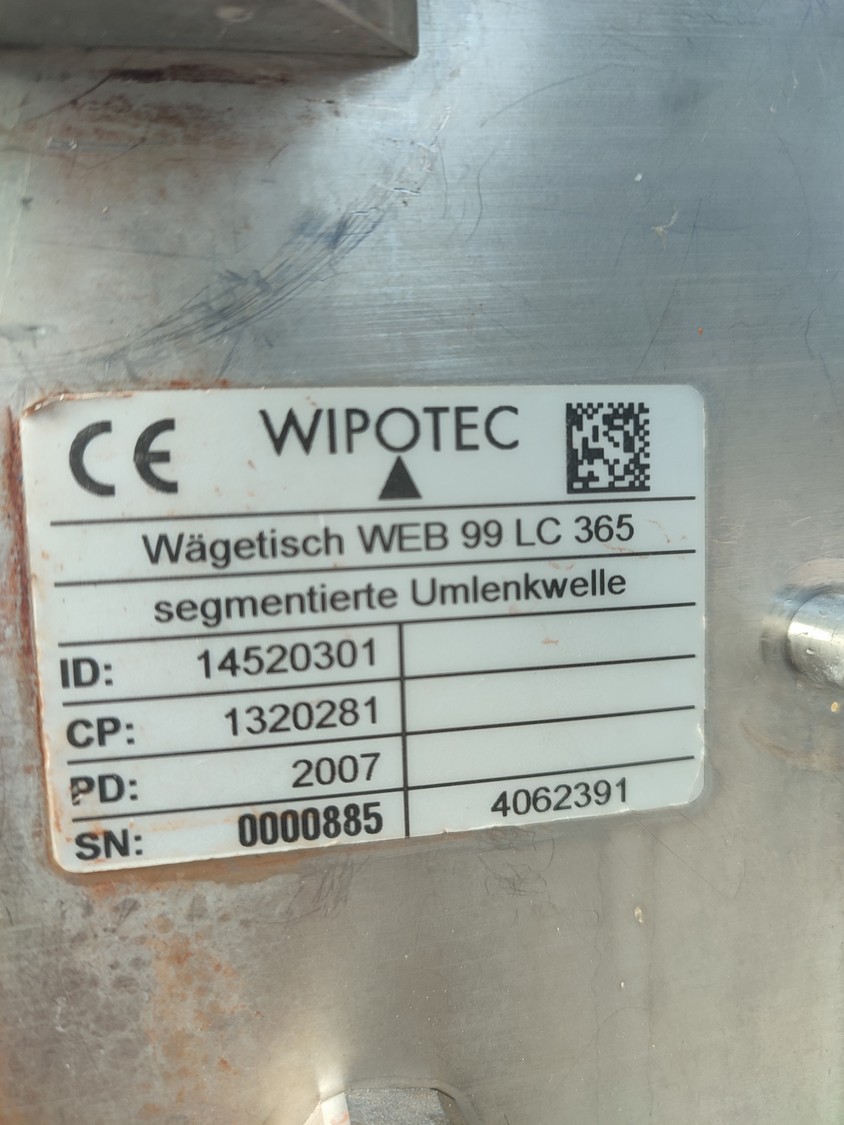 CE WIPOTEC
Wägetisch WEB 99 LC 365
segmentierte Umlenkwelle
ID: 14520301
CP: 1320281
PD: 2007
SN: 0000885 4062391